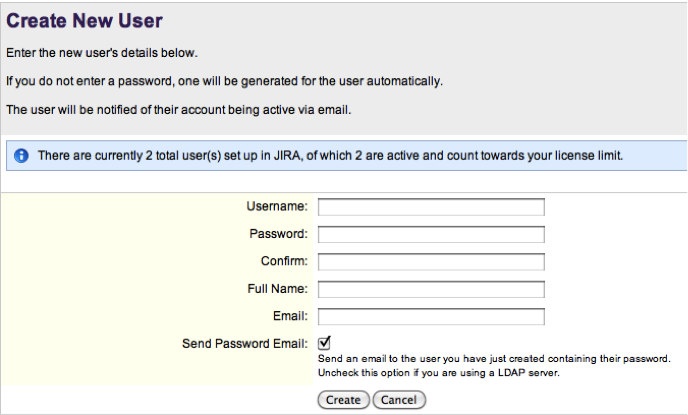 Create New User
Enter the new user's details below.
If you do not enter a password, one will be generated for the user automatically.
The user will be notified of their account being active via email.
There are currently 2 total user(s) set up in JIRA, of which 2 are active and count towards your license limit.
Username:
Password:
Confirm:
Full Name:
Email:
Send Password Email:
Send an email to the user you have just created containing their password.
Uncheck this option if you are using a LDAP server.
Create Cancel